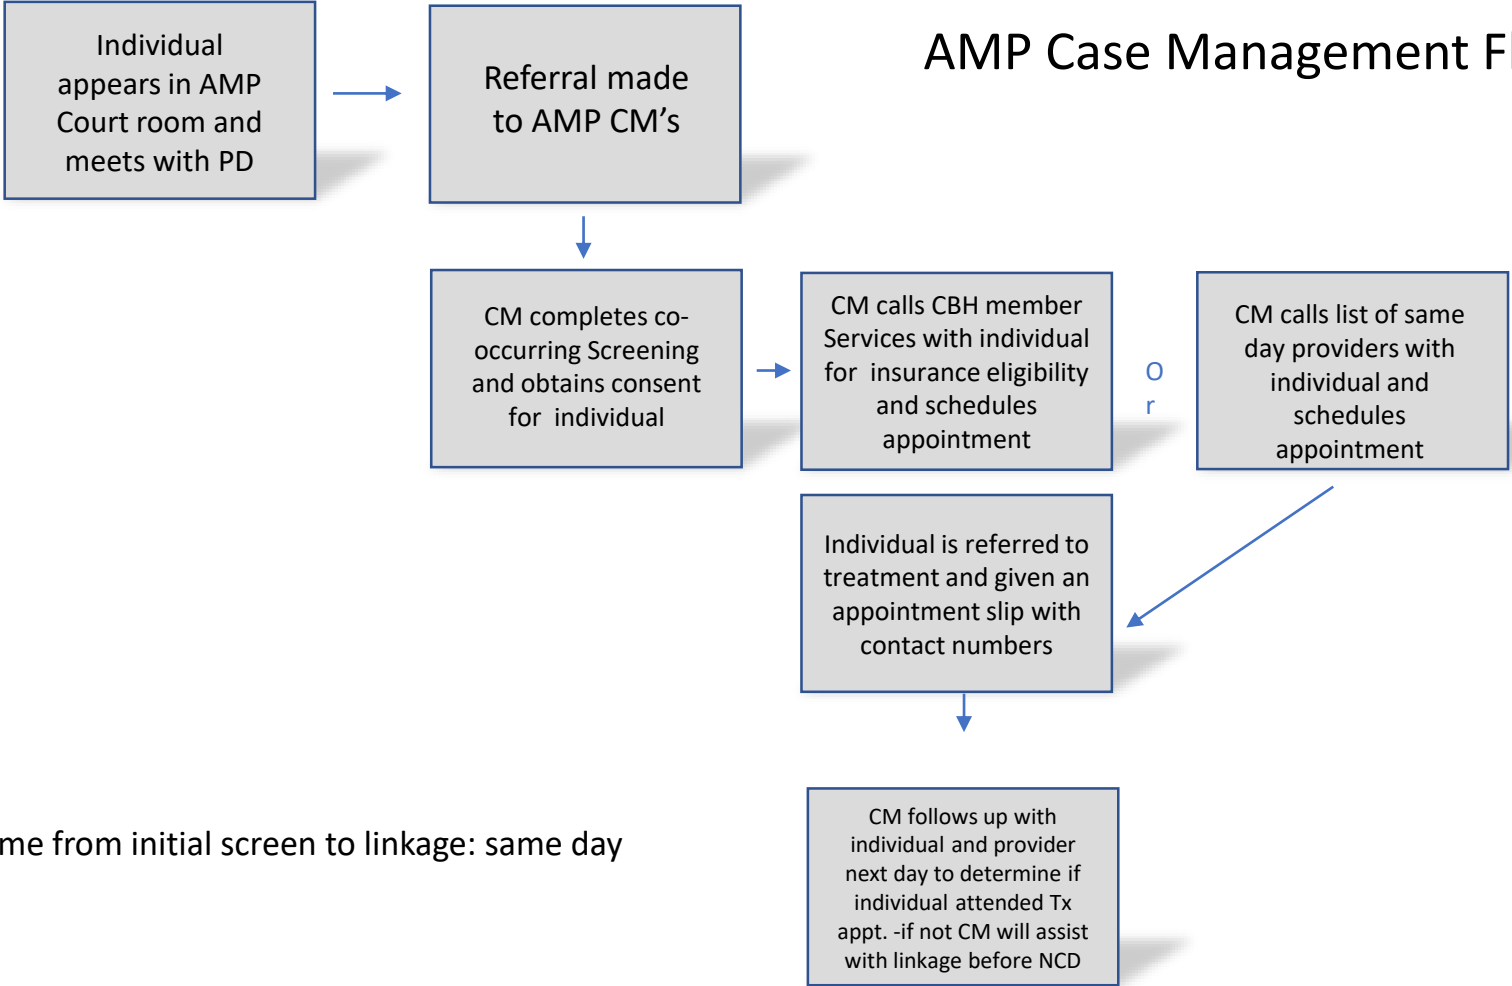 AMP Case Management Fl
Individual
appears in AMP
Court room and
meets with PD
Referral made
to AMP CM’s
CM completes co-
occurring Screening
and obtains consent
for individual
CM calls CBH member
Services with individual
for insurance eligibility
and schedules
appointment
O
r
CM calls list of same
day providers with
individual and
schedules
appointment
Individual is referred to
treatment and given an
appointment slip with
contact numbers
CM follows up with
individual and provider
next day to determine if
individual attended Tx
appt. -if not CM will assist
with linkage before NCD
me from initial screen to linkage: same day